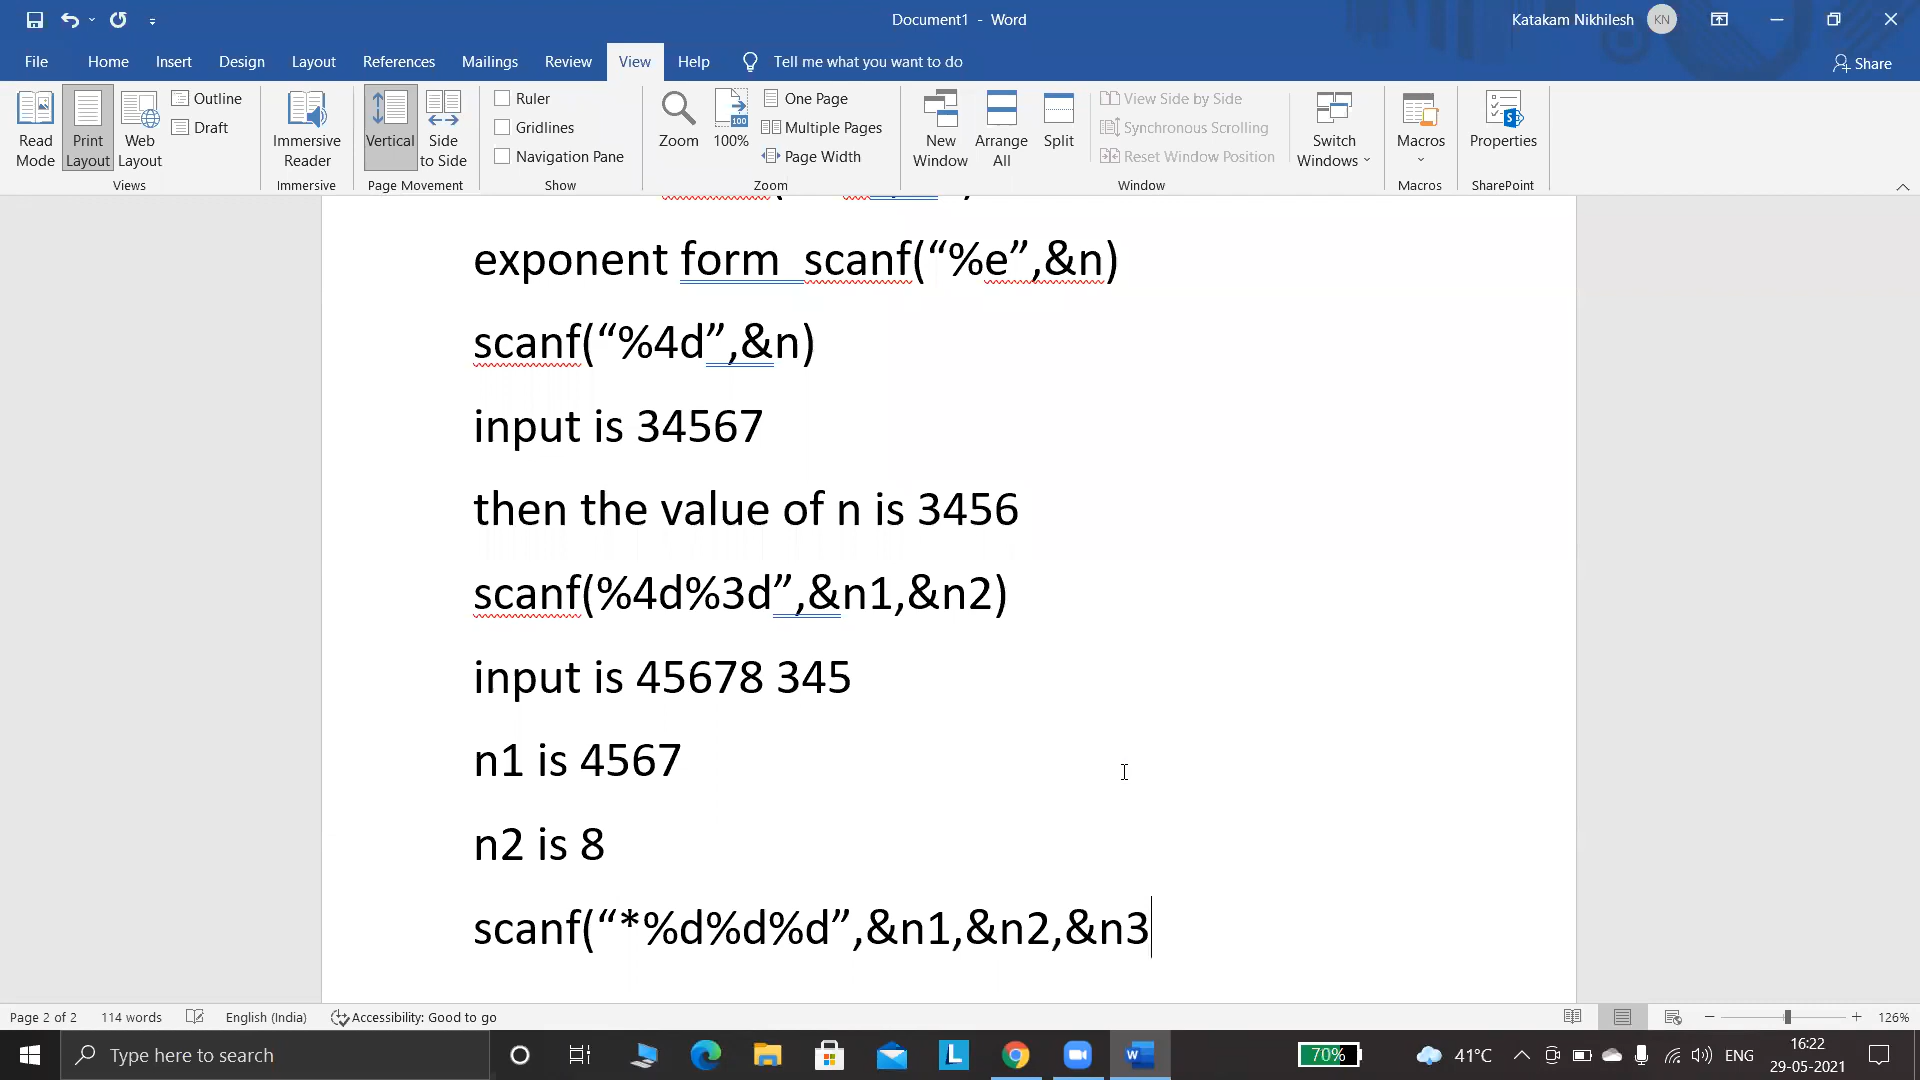 Document1 - Word
Katakam Nikhilesh KN
File Home Insert Design Layout References Mailings Review View Help Tell me what you want to do Share
Read Mode
Print Layout
Web Layout
Outline
Draft
Views
Immersive Reader
Immersive
Vertical
Side to Side
Page Movement
Ruler
Gridlines
Navigation Pane
Show
Zoom
100
100%
One Page
Multiple Pages
Page Width
Zoom
New Window
Arrange All
Split
View Side by Side
Synchronous Scrolling
Reset Window Position
Window
Switch Windows
Macros
Macros
Properties
SharePoint
exponent form  scanf(“%e”,&n)
scanf(“%4d”,&n)
input is 34567
then the value of n is 3456
scanf(%4d%3d”,&n1,&n2)
input is 45678 345
n1 is 4567
n2 is 8
scanf(“*%d%d%d”,&n1,&n2,&n3
Page 2 of 2 114 words English (India) Accessibility: Good to go 126%
Type here to search
L
W
70%
41°C
ENG
16:22
29-05-2021